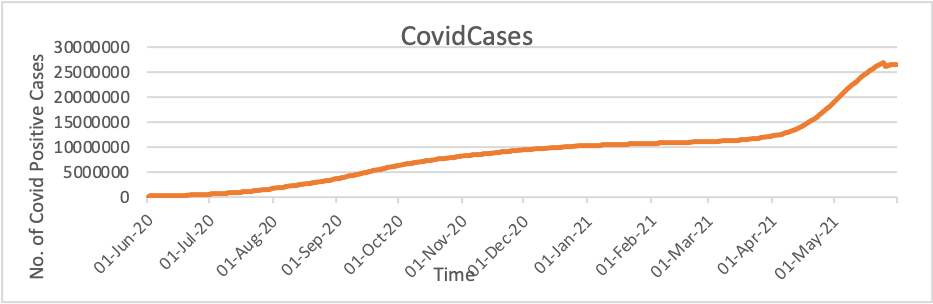 CovidCases
No. of Covid Positive Cases
30000000
25000000
20000000
15000000
10000000
5000000
0
01-Jun-20
01-Jul-20
01-Aug-20
01-Sep-20
01-Oct-20
01-Nov-20
01-Dec-20
01-Jan-21
01-Feb-21
01-Mar-21
01-Apr-21
01-May-21
Time